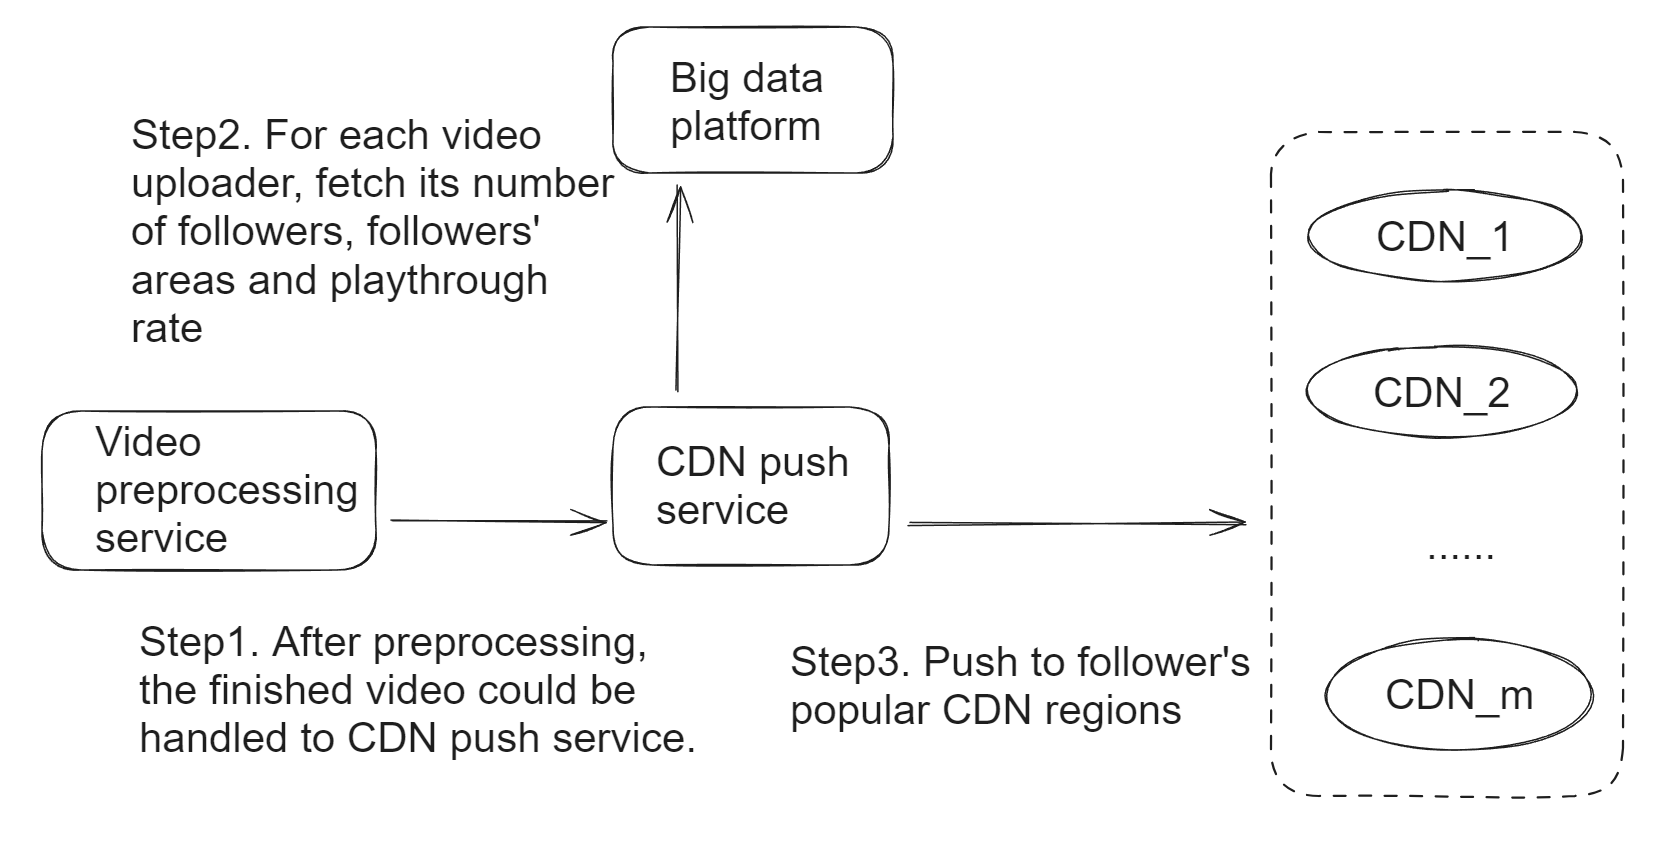 Big data
platform
Step2. For each video
uploader, fetch its number
of followers, followers'
areas and playthrough
rate
CDN_1
CDN_2
......
CDN_m
Video
preprocessing
service
CDN push
service
Step1. After preprocessing,
the finished video could be
handled to CDN push service.
Step3. Push to follower's
popular CDN regions